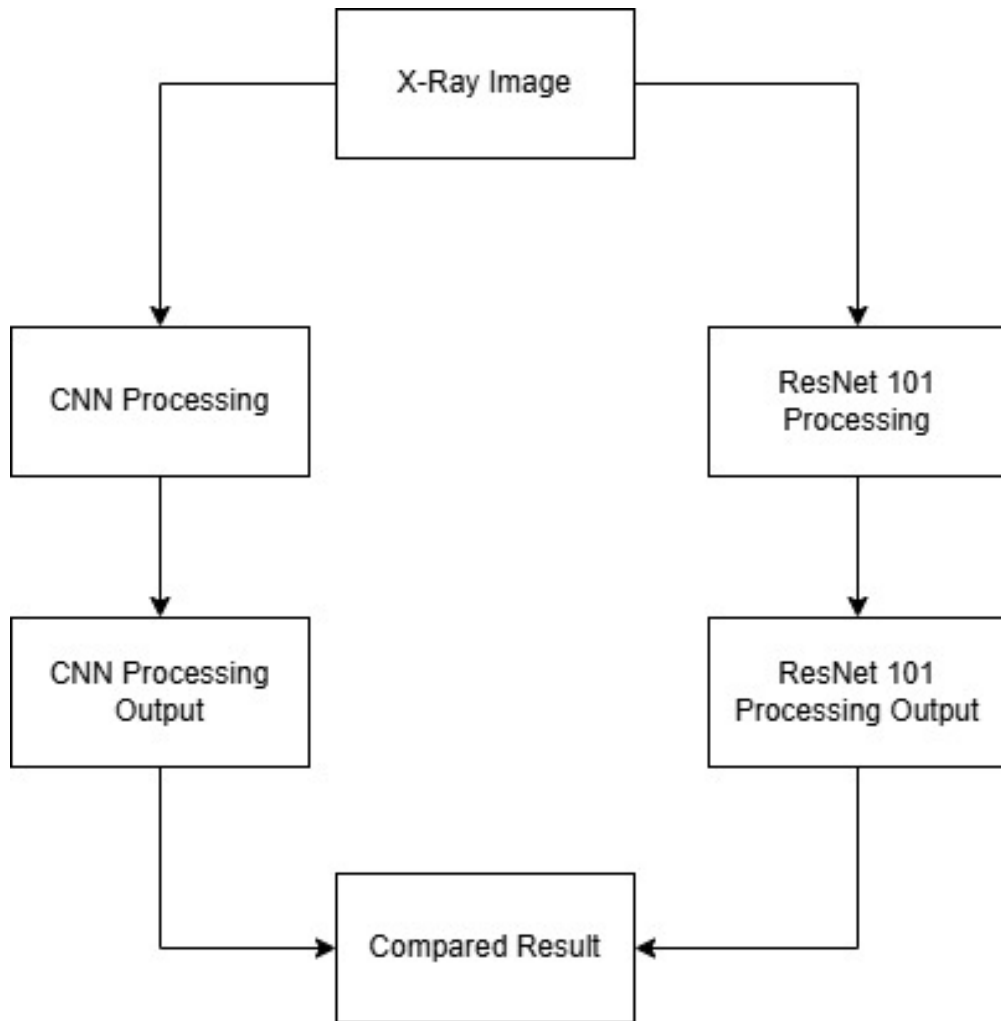 X-Ray Image
CNN Processing
ResNet 101
Processing
CNN Processing
Output
ResNet 101
Processing Output
Compared Result